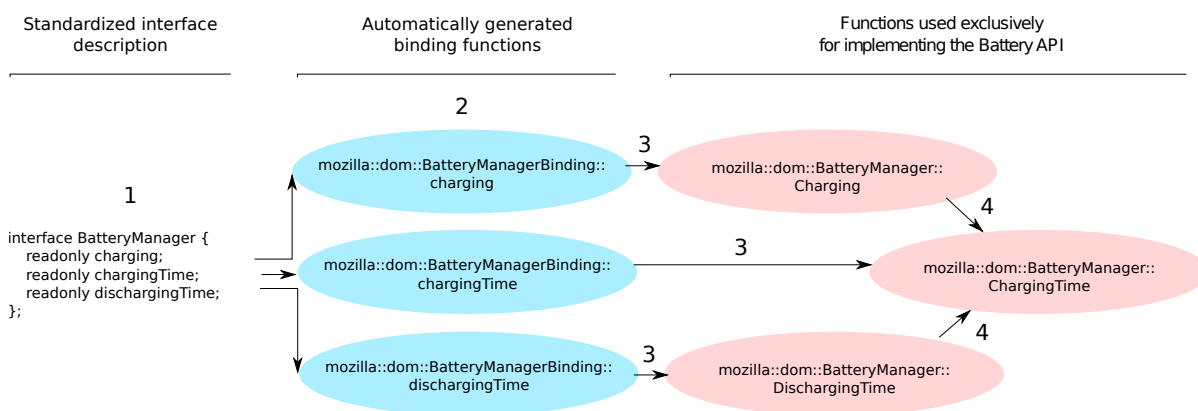 Standardized interface
description
Automatically generated
binding functions
Functions used exclusively
for implementing the Battery API
1
interface BatteryManager {
readonly charging;
readonly chargingTime;
readonly dischargingTime;
};
2
mozilla::dom::BatteryManagerBinding::
charging
3
mozilla::dom::BatteryManager::
Charging
4
mozilla::dom::BatteryManagerBinding::
chargingTime
3
mozilla::dom::BatteryManager::
ChargingTime
mozilla::dom::BatteryManagerBinding::
dischargingTime
3
mozilla::dom::BatteryManager::
DischargingTime
4